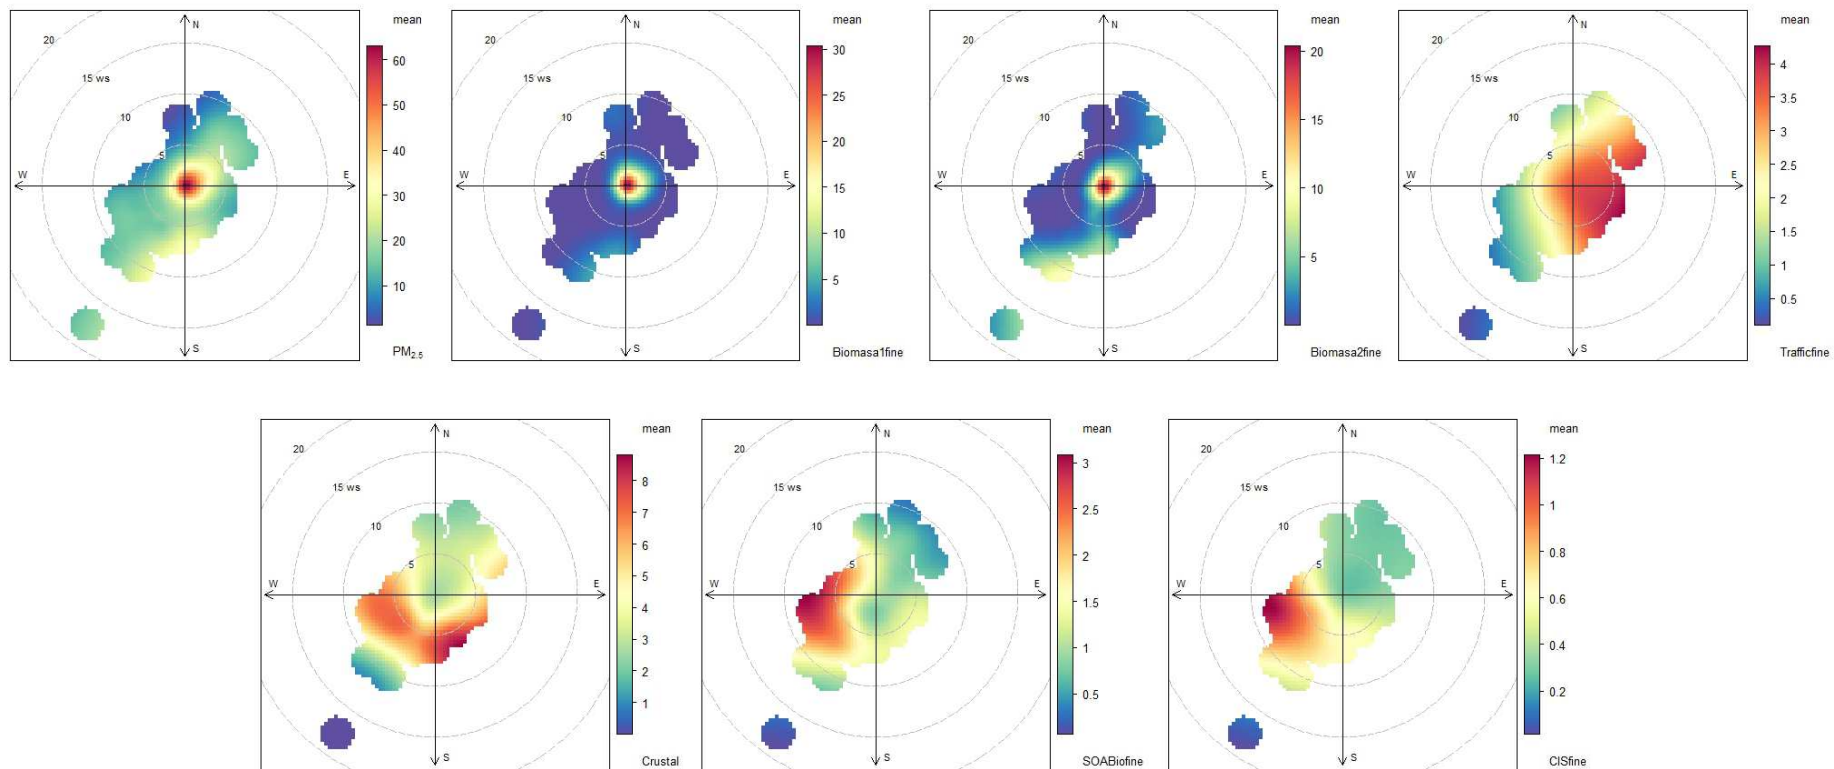 mean
N
20
15 ws
10
5
W
E
S
60
50
40
30
20
10
PM2.5
mean
N
20
15 ws
10
5
W
E
S
30
25
20
15
10
5
Biomasa1fine
mean
N
20
15 ws
10
5
W
E
S
20
15
10
5
Biomasa2fine
mean
N
20
15 ws
10
5
W
E
S
4
3.5
3
2.5
2
1.5
1
0.5
Trafficfine
mean
N
20
15 ws
10
5
W
E
S
8
7
6
5
4
3
2
1
Crustal
mean
N
20
15 ws
10
5
W
E
S
3
2.5
2
1.5
1
0.5
SOABiofine
mean
N
20
15 ws
10
5
W
E
S
1.2
1
0.8
0.6
0.4
0.2
ClSfine